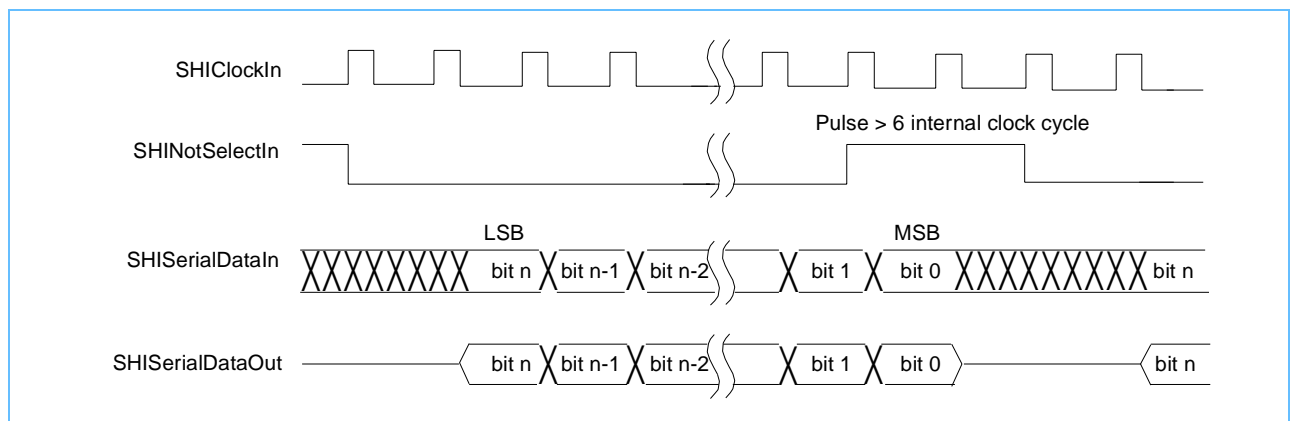 SHIClockIn
Pulse > 6 internal clock cycle
SHINotSelectIn
LSB MSB
SHISerialDataIn bit n bit n-1 bit n-2 bit 1 bit 0 bit n
SHISerialDataOut bit n bit n-1 bit n-2 bit 1 bit 0 bit n